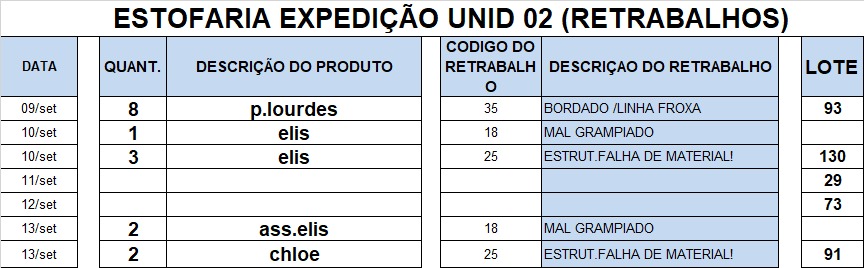 ESTOFARIA EXPEDIÇÃO UNID 02 (RETRABALHOS)
DATA QUANT. DESCRIÇÃO DO PRODUTO CODIGO DO RETRABALHO DESCRIÇAO DO RETRABALHO LOTE
09/set 8 p.lourdes 35 BORDADO /LINHA FROXA 93
10/set 1 elis 18 MAL GRAMPIADO
10/set 3 elis 25 ESTRUT.FALHA DE MATERIAL! 130
11/set 29
12/set 73
13/set 2 ass.elis 18 MAL GRAMPIADO
13/set 2 chloe 25 ESTRUT.FALHA DE MATERIAL! 91